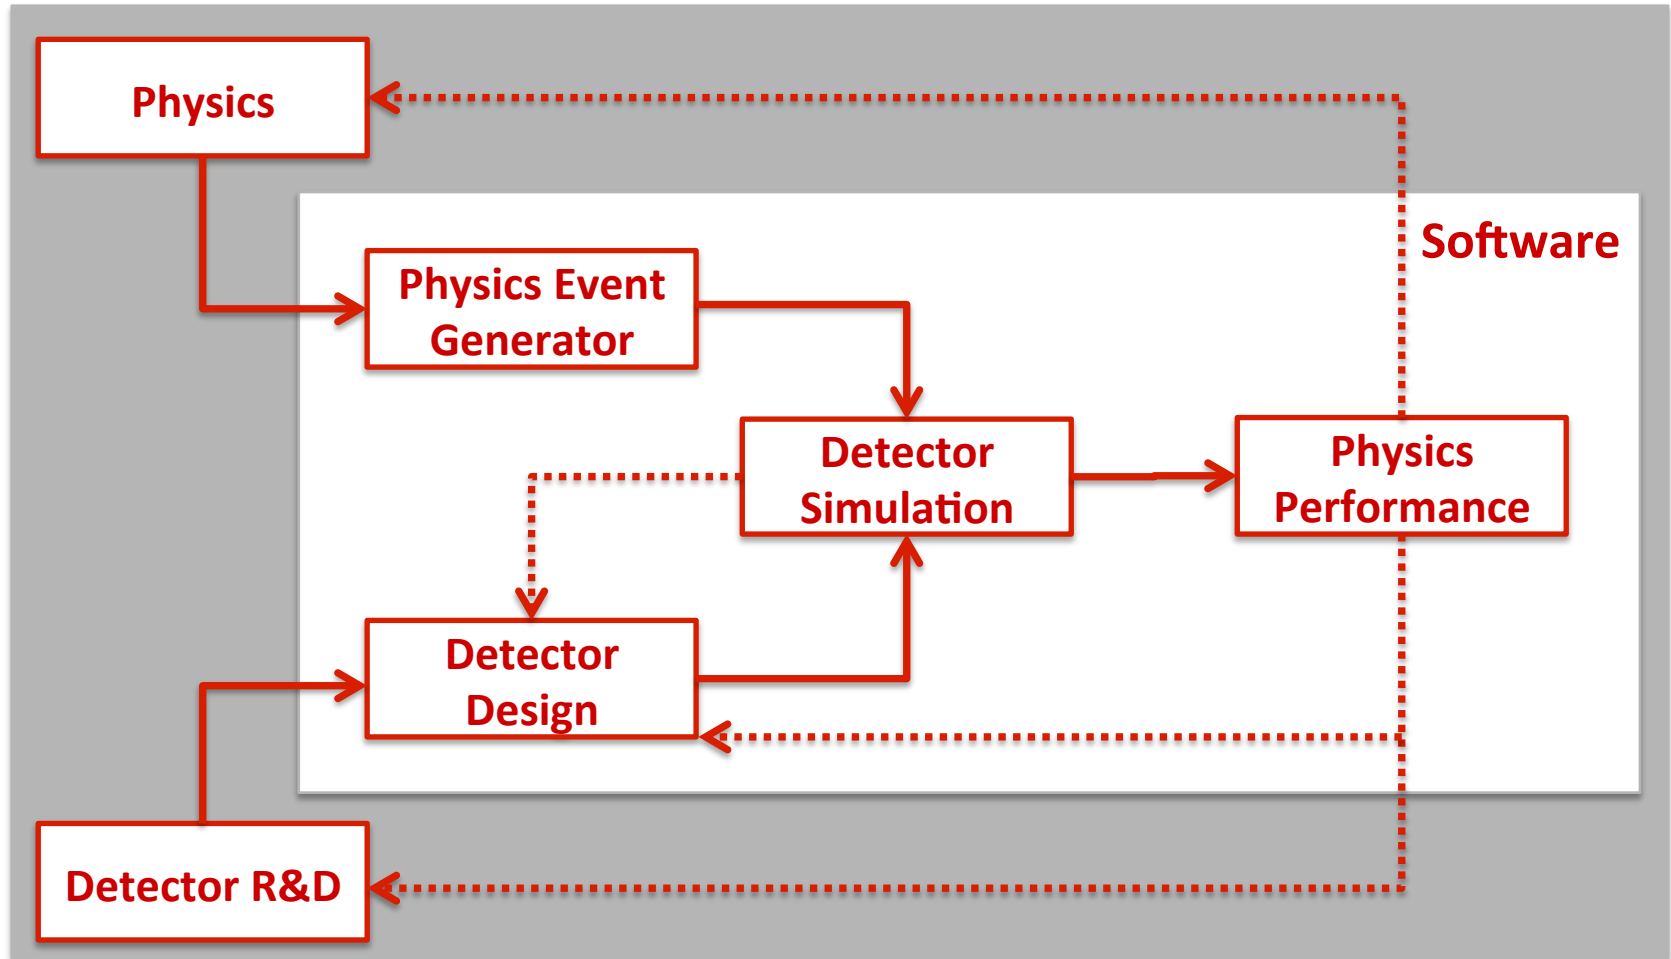 Physics
Software
Physics Event
Generator
Detector
Simulation
Physics
Performance
Detector
Design
Detector R&D